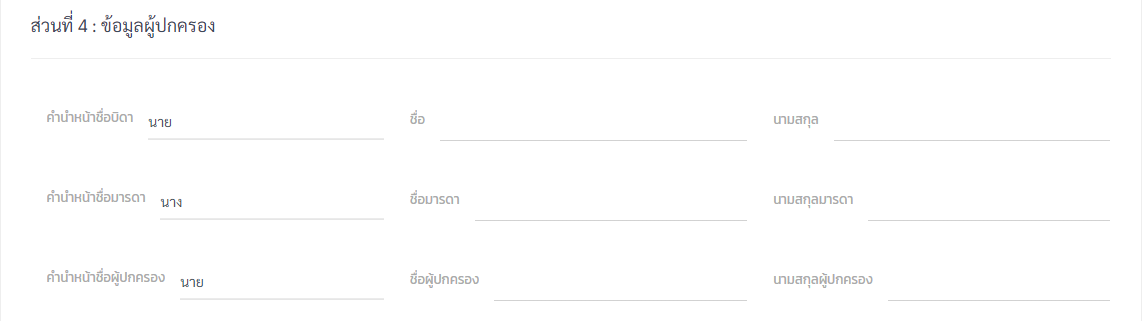 ส่วนที่ 4 : ข้อมูลผู้ปกครอง
คำนำหน้าชื่อบิดา นาย ชื่อ นามสกุล
คำนำหน้าชื่อมารดา นาง ชื่อมารดา นามสกุลมารดา
คำนำหน้าชื่อผู้ปกครอง นาย ชื่อผู้ปกครอง นามสกุลผู้ปกครอง